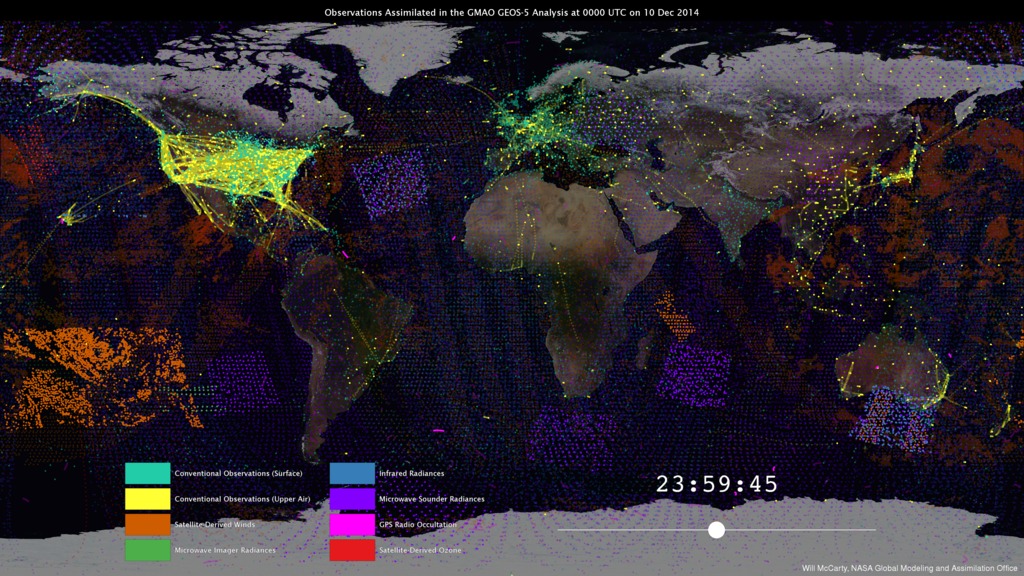 Observations Assimilated in the GMAO GEOS-5 Analysis at 0000 UTC on 10 Dec 2014
Conventional Observations (Surface)
Conventional Observations (Upper Air)
Satellite-Derived Winds
Microwave Imager Radiances
Infrared Radiances
Microwave Sounder Radiances
GPS Radio Occultation
Satellite-Derived Ozone
23:59:45
Will McCarty, NASA Global Modeling and Assimilation Office